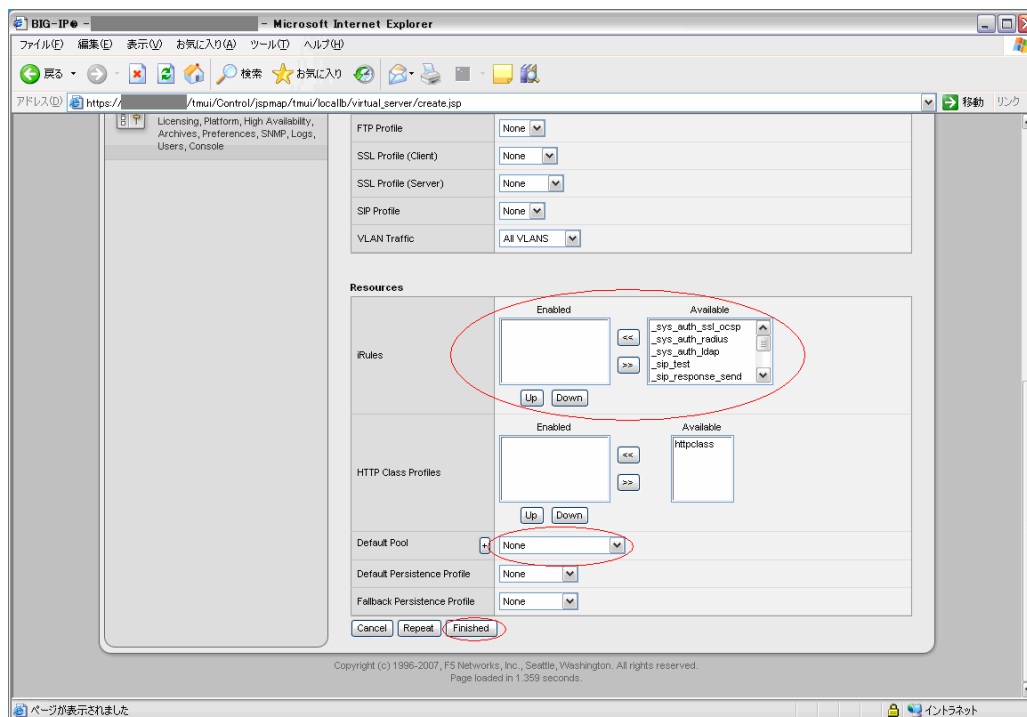 BIG-IP® - - Microsoft Internet Explorer
ファイル(F) 編集(E) 表示(V) お気に入り(A) ツール(T) ヘルプ(H)
戻る 検索 お気に入り
アドレス(D) https:// /tmui/Control/jspmap/tmui/locallb/virtual_server/create.jsp 移動 リンク
Licensing, Platform, High Availability,
Archives, Preferences, SNMP, Logs,
Users, Console
FTP Profile None
SSL Profile (Client) None
SSL Profile (Server) None
SIP Profile None
VLAN Traffic All VLANS
Resources
Enabled Available
iRules
<<
>>
_sys_auth_ssl_ocsp
_sys_auth_radius
_sys_auth_ldap
_sip_test
_sip_response_send
Up Down
Enabled Available
HTTP Class Profiles
<<
>>
httpclass
Up Down
Default Pool + None
Default Persistence Profile None
Fallback Persistence Profile None
Cancel Repeat Finished
Copyright (c) 1996-2007, F5 Networks, Inc., Seattle, Washington. All rights reserved.
Page loaded in 1.359 seconds.
ページが表示されました イントラネット